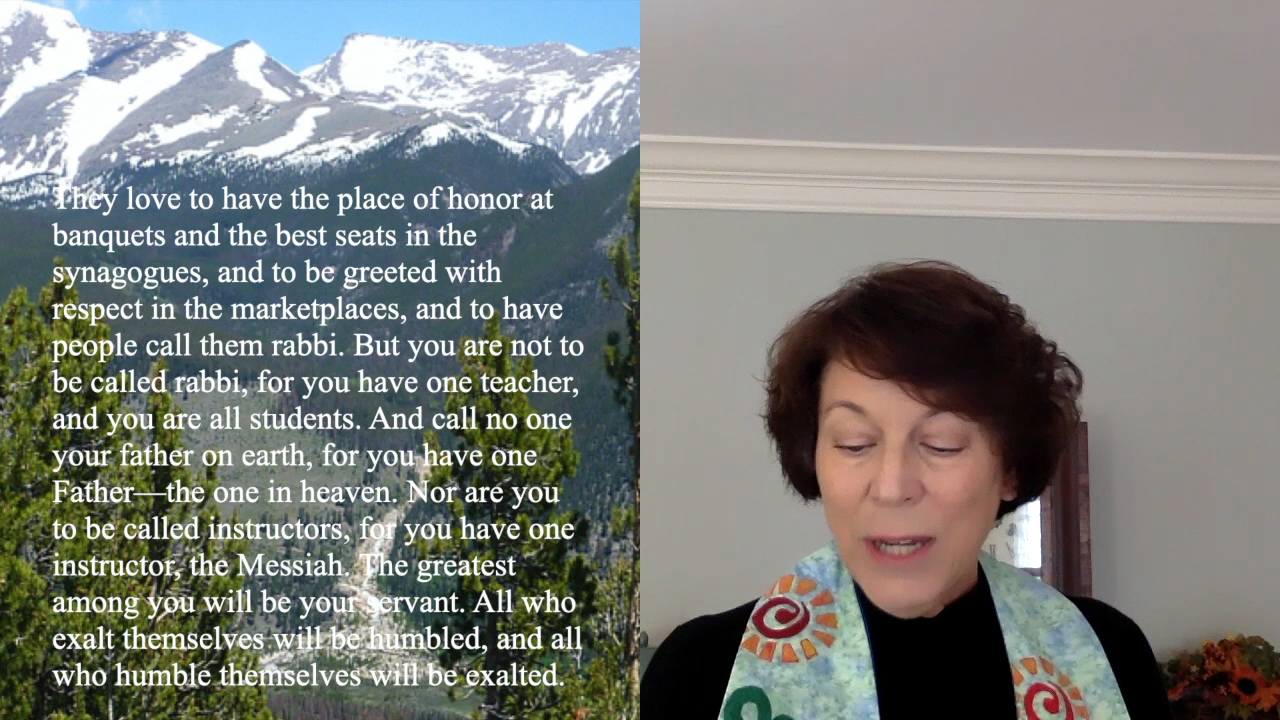 They love to have the place of honor at
banquets and the best seats in the
synagogues, and to be greeted with
respect in the marketplaces, and to have
people call them rabbi. But you are not to
be called rabbi, for you have one teacher,
and you are all students. And call no one
your father on earth, for you have one
Father—the one in heaven. Nor are you
to be called instructors, for you have one
instructor, the Messiah. The greatest
among you will be your servant. All who
exalt themselves will be humbled, and all
who humble themselves will be exalted.